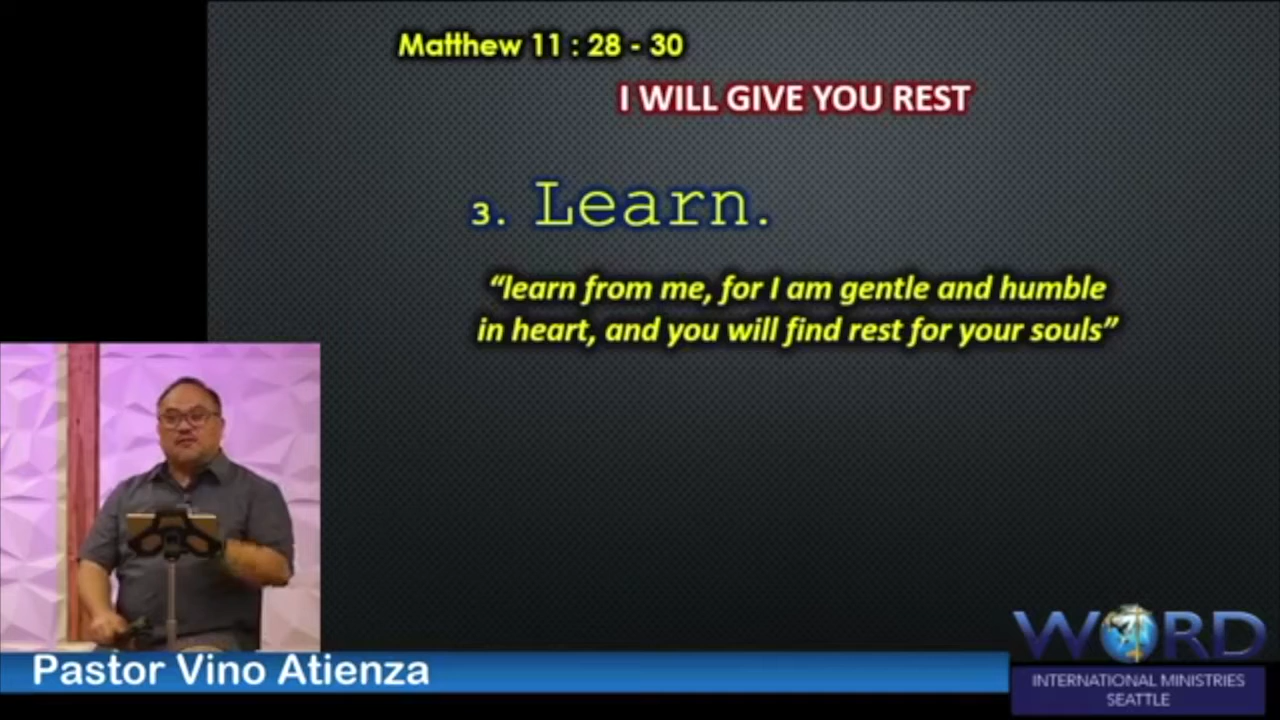 Matthew 11 : 28 - 30
I WILL GIVE YOU REST
3. Learn.
“learn from me, for I am gentle and humble
in heart, and you will find rest for your souls”
Pastor Vino Atienza
WORD
INTERNATIONAL MINISTRIES
SEATTLE